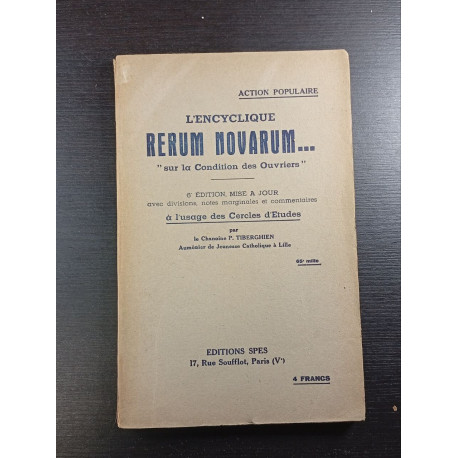 ACTION POPULAIRE
L'ENCYCLIQUE
RERUM NOVARUM...
"sur la Condition des Ouvriers"
6e ÉDITION, MISE A JOUR
avec divisions, notes marginales et commentaires
à l'usage des Cercles d'Etudes
par
le Chanoine P. TIBERGHIEN
Aumônier de Jeunesse Catholique à Lille
65e mille
EDITIONS SPES
17, Rue Soufflot, Paris (Ve)
4 FRANCS